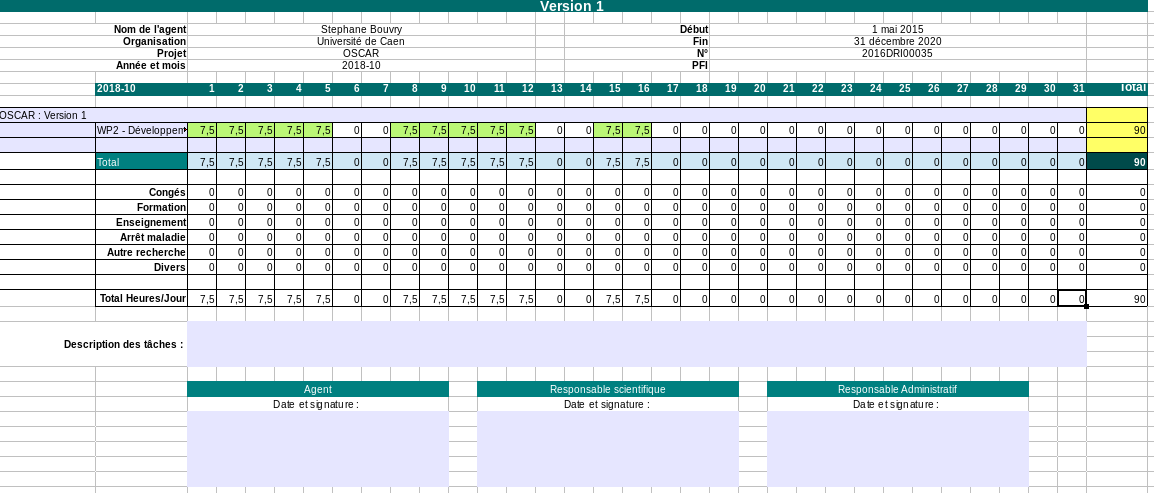 Version 1
Nom de l'agent Stephane Bouvry Début 1 mai 2015
Organisation Université de Caen Fin 31 décembre 2020
Projet OSCAR N° 2016DRI00035
Année et mois 2018-10 PFI
2018-10 1 2 3 4 5 6 7 8 9 10 11 12 13 14 15 16 17 18 19 20 21 22 23 24 25 26 27 28 29 30 31 Total
OSCAR : Version 1
WP2 - Développem 7,5 7,5 7,5 7,5 7,5 0 0 7,5 7,5 7,5 7,5 7,5 0 0 7,5 7,5 0 0 0 0 0 0 0 0 0 0 0 0 0 0 0 90
Total 7,5 7,5 7,5 7,5 7,5 0 0 7,5 7,5 7,5 7,5 7,5 0 0 7,5 7,5 0 0 0 0 0 0 0 0 0 0 0 0 0 0 0 90
Congés 0 0 0 0 0 0 0 0 0 0 0 0 0 0 0 0 0 0 0 0 0 0 0 0 0 0 0 0 0 0 0 0
Formation 0 0 0 0 0 0 0 0 0 0 0 0 0 0 0 0 0 0 0 0 0 0 0 0 0 0 0 0 0 0 0 0
Enseignement 0 0 0 0 0 0 0 0 0 0 0 0 0 0 0 0 0 0 0 0 0 0 0 0 0 0 0 0 0 0 0 0
Arrêt maladie 0 0 0 0 0 0 0 0 0 0 0 0 0 0 0 0 0 0 0 0 0 0 0 0 0 0 0 0 0 0 0 0
Autre recherche 0 0 0 0 0 0 0 0 0 0 0 0 0 0 0 0 0 0 0 0 0 0 0 0 0 0 0 0 0 0 0 0
Divers 0 0 0 0 0 0 0 0 0 0 0 0 0 0 0 0 0 0 0 0 0 0 0 0 0 0 0 0 0 0 0 0
Total Heures/Jour 7,5 7,5 7,5 7,5 7,5 0 0 7,5 7,5 7,5 7,5 7,5 0 0 7,5 7,5 0 0 0 0 0 0 0 0 0 0 0 0 0 0 0 90
Description des tâches :
Agent Responsable scientifique Responsable Administratif
Date et signature : Date et signature : Date et signature :